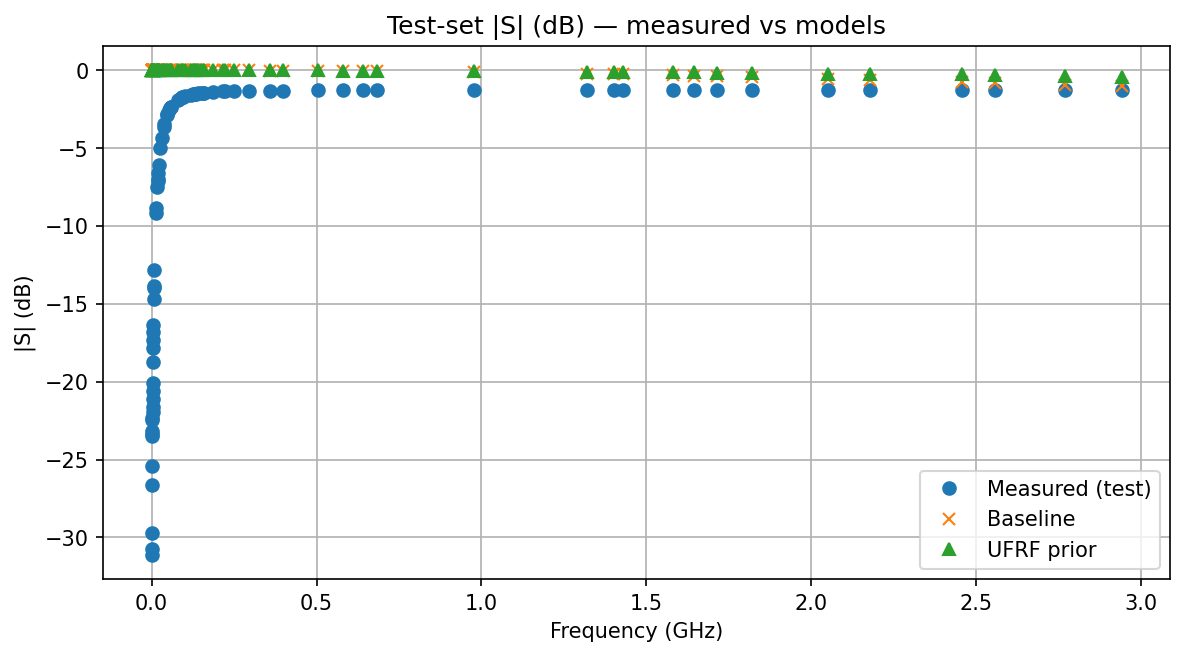 Test-set |S| (dB) — measured vs models
|S| (dB)
0
−5
−10
−15
−20
−25
−30
Measured (test)
Baseline
UFRF prior
0.0 0.5 1.0 1.5 2.0 2.5 3.0
Frequency (GHz)